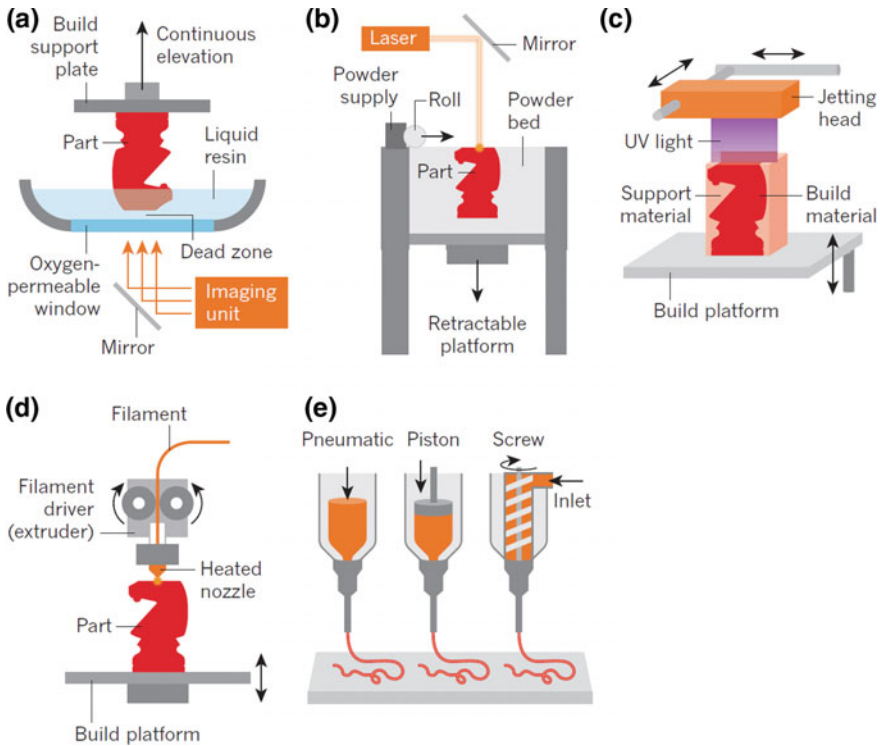 (a)
Build
support
plate
Continuous
elevation
Part
Liquid
resin
Dead zone
Oxygen-
permeable
window
Imaging
unit
Mirror
(b)
Laser
Mirror
Powder
supply
Roll
Powder
bed
Part
Retractable
platform
(c)
Jetting
head
UV light
Support
material
Build
material
Build platform
(d)
Filament
Filament
driver
(extruder)
Heated
nozzle
Part
Build platform
(e)
Pneumatic
Piston
Screw
Inlet